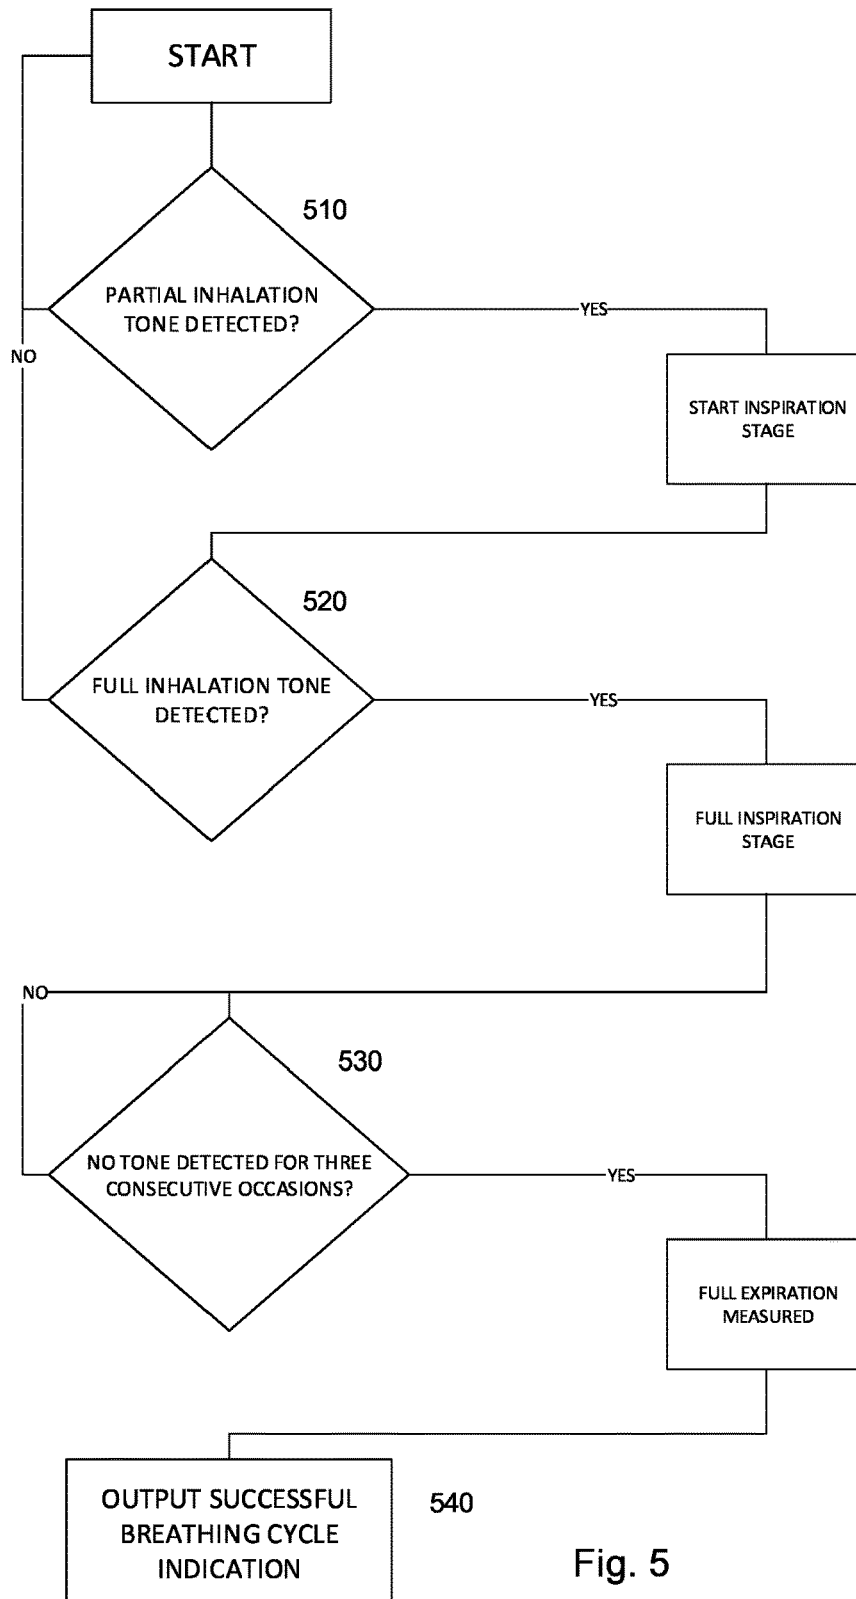 START
510
PARTIAL INHALATION
TONE DETECTED?
YES
NO
START INSPIRATION
STAGE
520
FULL INHALATION TONE
DETECTED?
YES
FULL INSPIRATION
STAGE
NO
530
NO TONE DETECTED FOR THREE
CONSECUTIVE OCCASIONS?
YES
FULL EXPIRATION
MEASURED
OUTPUT SUCCESSFUL
BREATHING CYCLE
INDICATION
540
Fig. 5